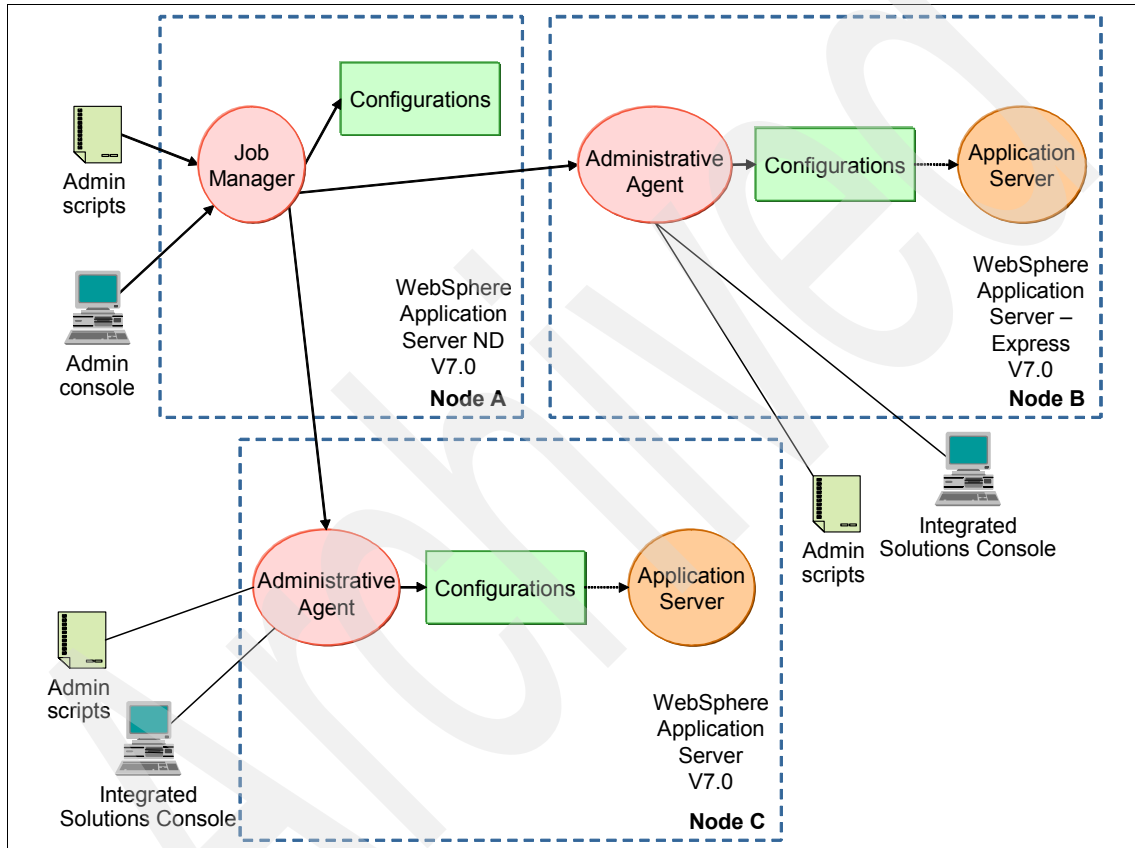 Configurations
Job
Manager
Admin
scripts
Admin
console
WebSphere
Application
Server ND
V7.0
Node A
Administrative
Agent
Configurations
Application
Server
WebSphere
Application
Server –
Express
V7.0
Node B
Admin
scripts
Integrated
Solutions Console
Administrative
Agent
Configurations
Application
Server
Admin
scripts
Integrated
Solutions Console
WebSphere
Application
Server
V7.0
Node C
Archived